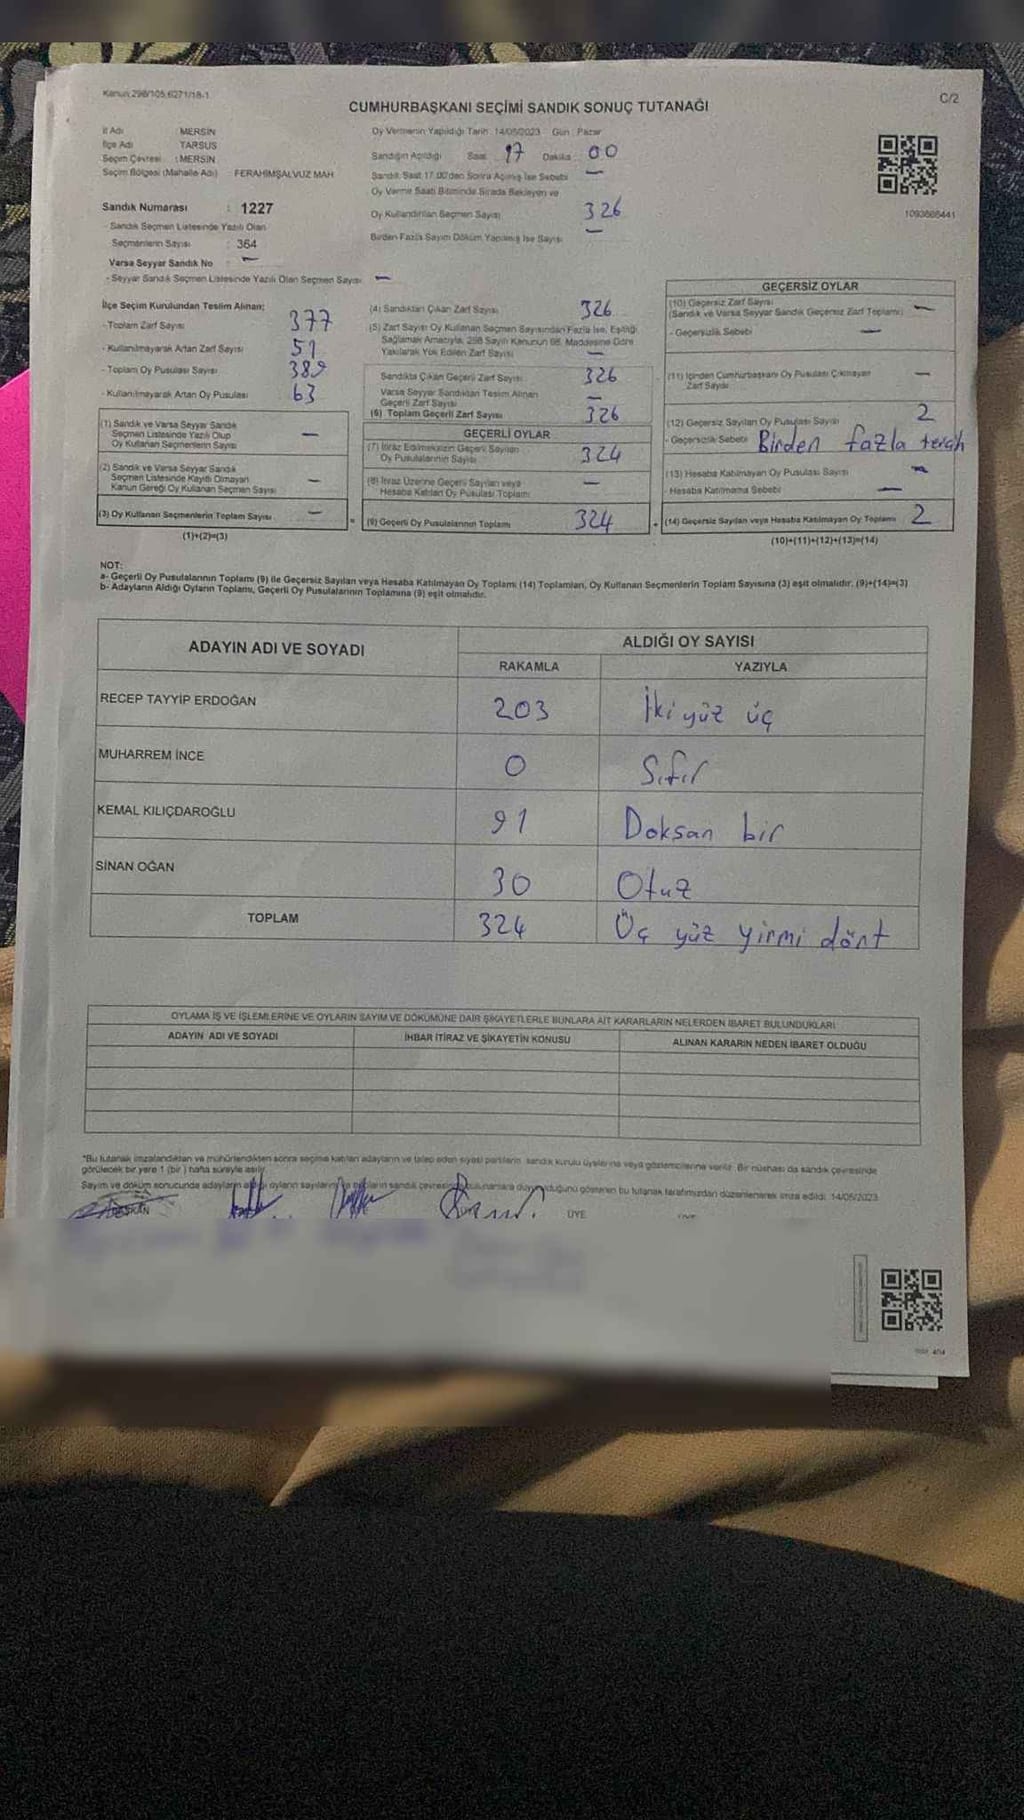 Kanun:298/105,6271/18-1
C/2
CUMHURBAŞKANI SEÇİMİ SANDIK SONUÇ TUTANAĞI
İl Adı : MERSİN
İlçe Adı : TARSUS
Seçim Çevresi : MERSİN
Seçim Bölgesi (Mahalle Adı) FERAHİMŞALVUZ MAH.
Oy Vermenin Yapıldığı Tarih: 14/05/2023 Gün : Pazar
Sandığın Açıldığı Saat : 17 Dakika : 00
Sandık Saat 17:00'den Sonra Açılmış İse Sebebi —
Oy Verme Saati Bitiminde Sırada Bekleyen ve
Oy Kullandırılan Seçmen Sayısı 326
Birden Fazla Sayım Döküm Yapılmış İse Sayısı —
1093666441
Sandık Numarası : 1227
- Sandık Seçmen Listesinde Yazılı Olan
Seçmenlerin Sayısı : 364
Varsa Seyyar Sandık No : —
- Seyyar Sandık Seçmen Listesinde Yazılı Olan Seçmen Sayısı —
İlçe Seçim Kurulundan Teslim Alınan;
- Toplam Zarf Sayısı 377
- Kullanılmayarak Artan Zarf Sayısı 51
- Toplam Oy Pusulası Sayısı 389
- Kullanılmayarak Artan Oy Pusulası 63
(1) Sandık ve Varsa Seyyar Sandık
Seçmen Listesinde Yazılı Olup
Oy Kullanan Seçmenlerin Sayısı —
(2) Sandık ve Varsa Seyyar Sandık
Seçmen Listesinde Kayıtlı Olmayan
Kanun Gereği Oy Kullanan Seçmen Sayısı —
(3) Oy Kullanan Seçmenlerin Toplam Sayısı —
(1)+(2)=(3)
(4) Sandıktan Çıkan Zarf Sayısı 326
(5) Zarf Sayısı Oy Kullanan Seçmen Sayısından Fazla İse, Eşitliği
Sağlamak Amacıyla, 298 Sayılı Kanunun 98. Maddesine Göre
Yakılarak Yok Edilen Zarf Sayısı —
Sandıkta Çıkan Geçerli Zarf Sayısı 326
Varsa Seyyar Sandıktan Teslim Alınan
Geçerli Zarf Sayısı —
(6) Toplam Geçerli Zarf Sayısı 326
GEÇERLİ OYLAR
(7) İtiraz Edilmeksizin Geçerli Sayılan
Oy Pusulalarının Sayısı 324
(8) İtiraz Üzerine Geçerli Sayılan veya
Hesaba Katılan Oy Pusulası Toplamı —
(9) Geçerli Oy Pusulalarının Toplamı 324
GEÇERSİZ OYLAR
(10) Geçersiz Zarf Sayısı
(Sandık ve Varsa Seyyar Sandık Geçersiz Zarf Toplamı) —
- Geçersizlik Sebebi —
(11) İçinden Cumhurbaşkanı Oy Pusulası Çıkmayan
Zarf Sayısı —
(12) Geçersiz Sayılan Oy Pusulası Sayısı 2
- Geçersizlik Sebebi Birden fazla tercih
(13) Hesaba Katılmayan Oy Pusulası Sayısı —
- Hesaba Katılmama Sebebi —
(14) Geçersiz Sayılan veya Hesaba Katılmayan Oy Toplamı 2
(10)+(11)+(12)+(13)=(14)
NOT:
a- Geçerli Oy Pusulalarının Toplamı (9) ile Geçersiz Sayılan veya Hesaba Katılmayan Oy Toplamı (14) Toplamları, Oy Kullanan Seçmenlerin Toplam Sayısına (3) eşit olmalıdır. (9)+(14)=(3)
b- Adayların Aldığı Oyların Toplamı, Geçerli Oy Pusulalarının Toplamına (9) eşit olmalıdır.
ADAYIN ADI VE SOYADI ALDIĞI OY SAYISI
RAKAMLA YAZIYLA
RECEP TAYYİP ERDOĞAN 203 İki yüz üç
MUHARREM İNCE 0 Sıfır
KEMAL KILIÇDAROĞLU 91 Doksan bir
SİNAN OĞAN 30 Otuz
TOPLAM 324 Üç yüz yirmi dört
OYLAMA İŞ VE İŞLEMLERİNE VE OYLARIN SAYIM VE DÖKÜMÜNE DAİR ŞİKAYETLERLE BUNLARA AİT KARARLARIN NELERDEN İBARET BULUNDUKLARI
ADAYIN ADI VE SOYADI İHBAR İTİRAZ VE ŞİKAYETİN KONUSU ALINAN KARARIN NEDEN İBARET OLDUĞU
*Bu tutanak imzalandıktan ve mühürlendikten sonra seçime katılan adayların ve talep eden siyasi partilerin sandık kurulu üyelerine veya gözlemcilerine verilir. Bir nüshası da sandık çevresinde
görülecek bir yere 1 (bir) hafta süreyle asılır.
Sayım ve döküm sonucunda adayların aldığı oyların sayılarını ve sandık çevresinde bulunanlara duyurulduğunu gösteren bu tutanak tarafımızdan düzenlenerek imza edildi. 14/05/2023
BAŞKAN ÜYE ÜYE